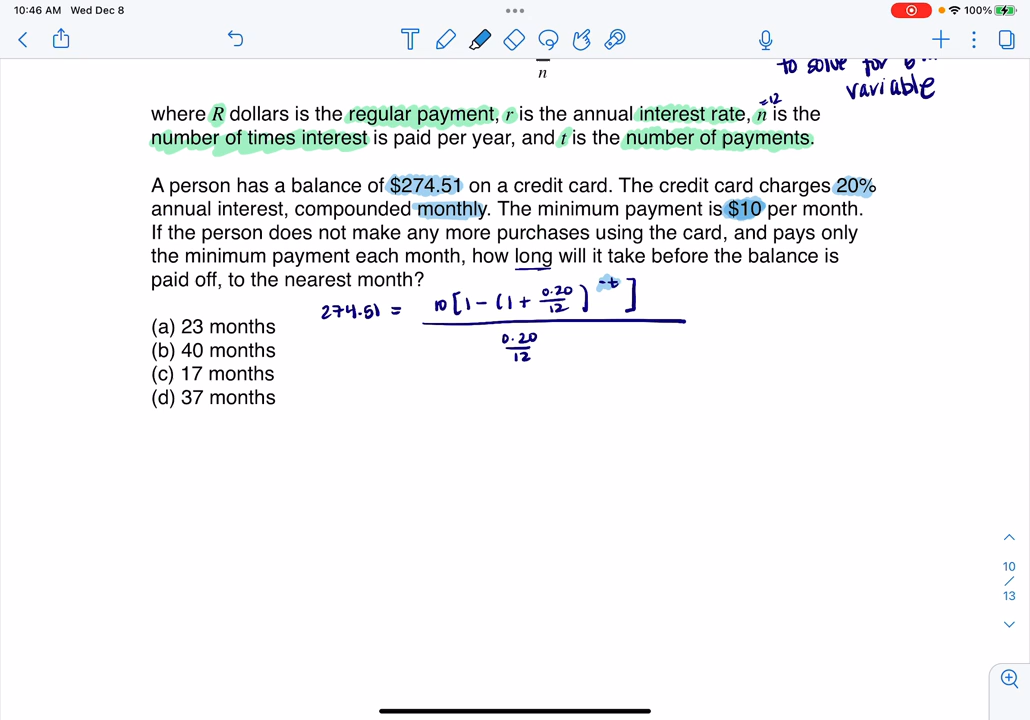 10:46 AM Wed Dec 8
100%
to solve for
variable
n
=12
where R dollars is the regular payment, r is the annual interest rate, n is the
number of times interest is paid per year, and t is the number of payments.
A person has a balance of $274.51 on a credit card. The credit card charges 20%
annual interest, compounded monthly. The minimum payment is $10 per month.
If the person does not make any more purchases using the card, and pays only
the minimum payment each month, how long will it take before the balance is
paid off, to the nearest month?
274.51 = 10[1-(1+ 0.20/12)^-t]
0.20/12
(a) 23 months
(b) 40 months
(c) 17 months
(d) 37 months
10
/
13